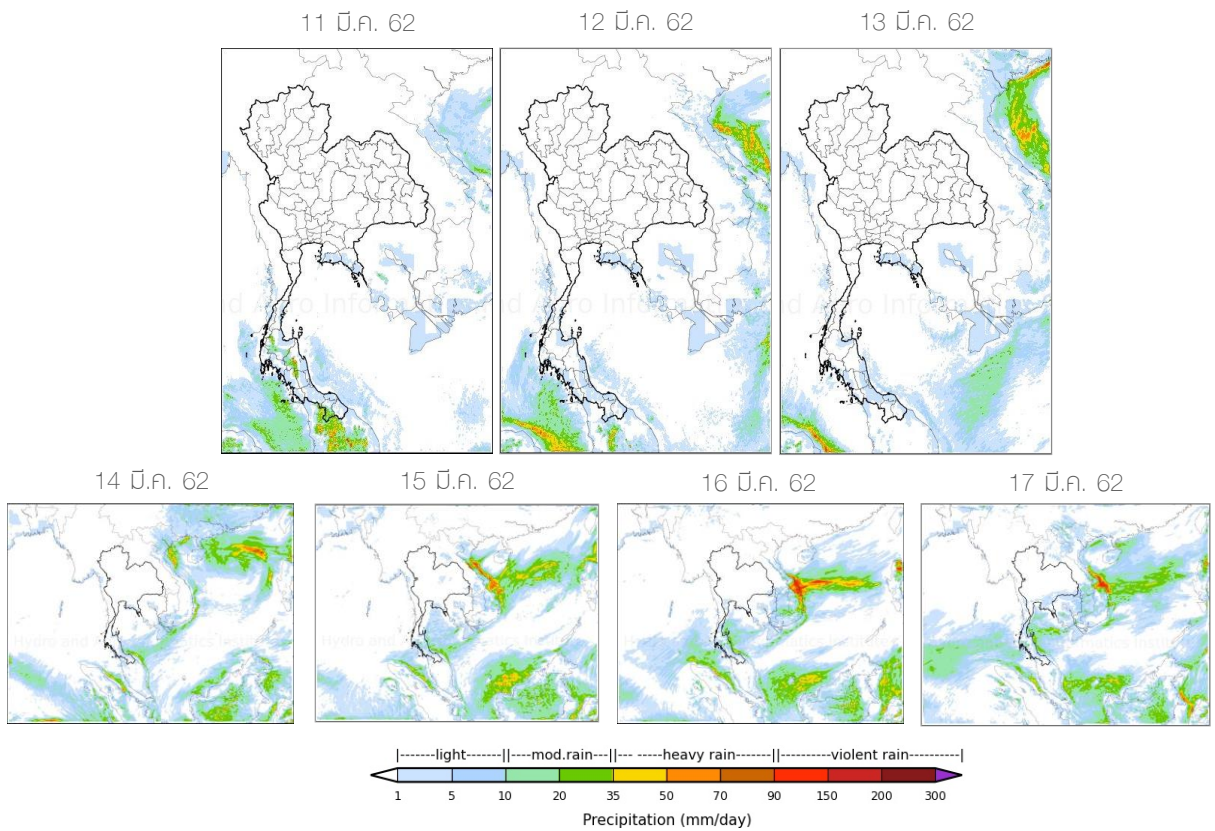 11 มี.ค. 62
12 มี.ค. 62
13 มี.ค. 62
14 มี.ค. 62
15 มี.ค. 62
16 มี.ค. 62
17 มี.ค. 62
|------light--------||---mod.rain---||--- -----heavy rain---------||---------violent rain-----------|
1 5 10 20 35 50 70 90 150 200 300
Precipitation (mm/day)